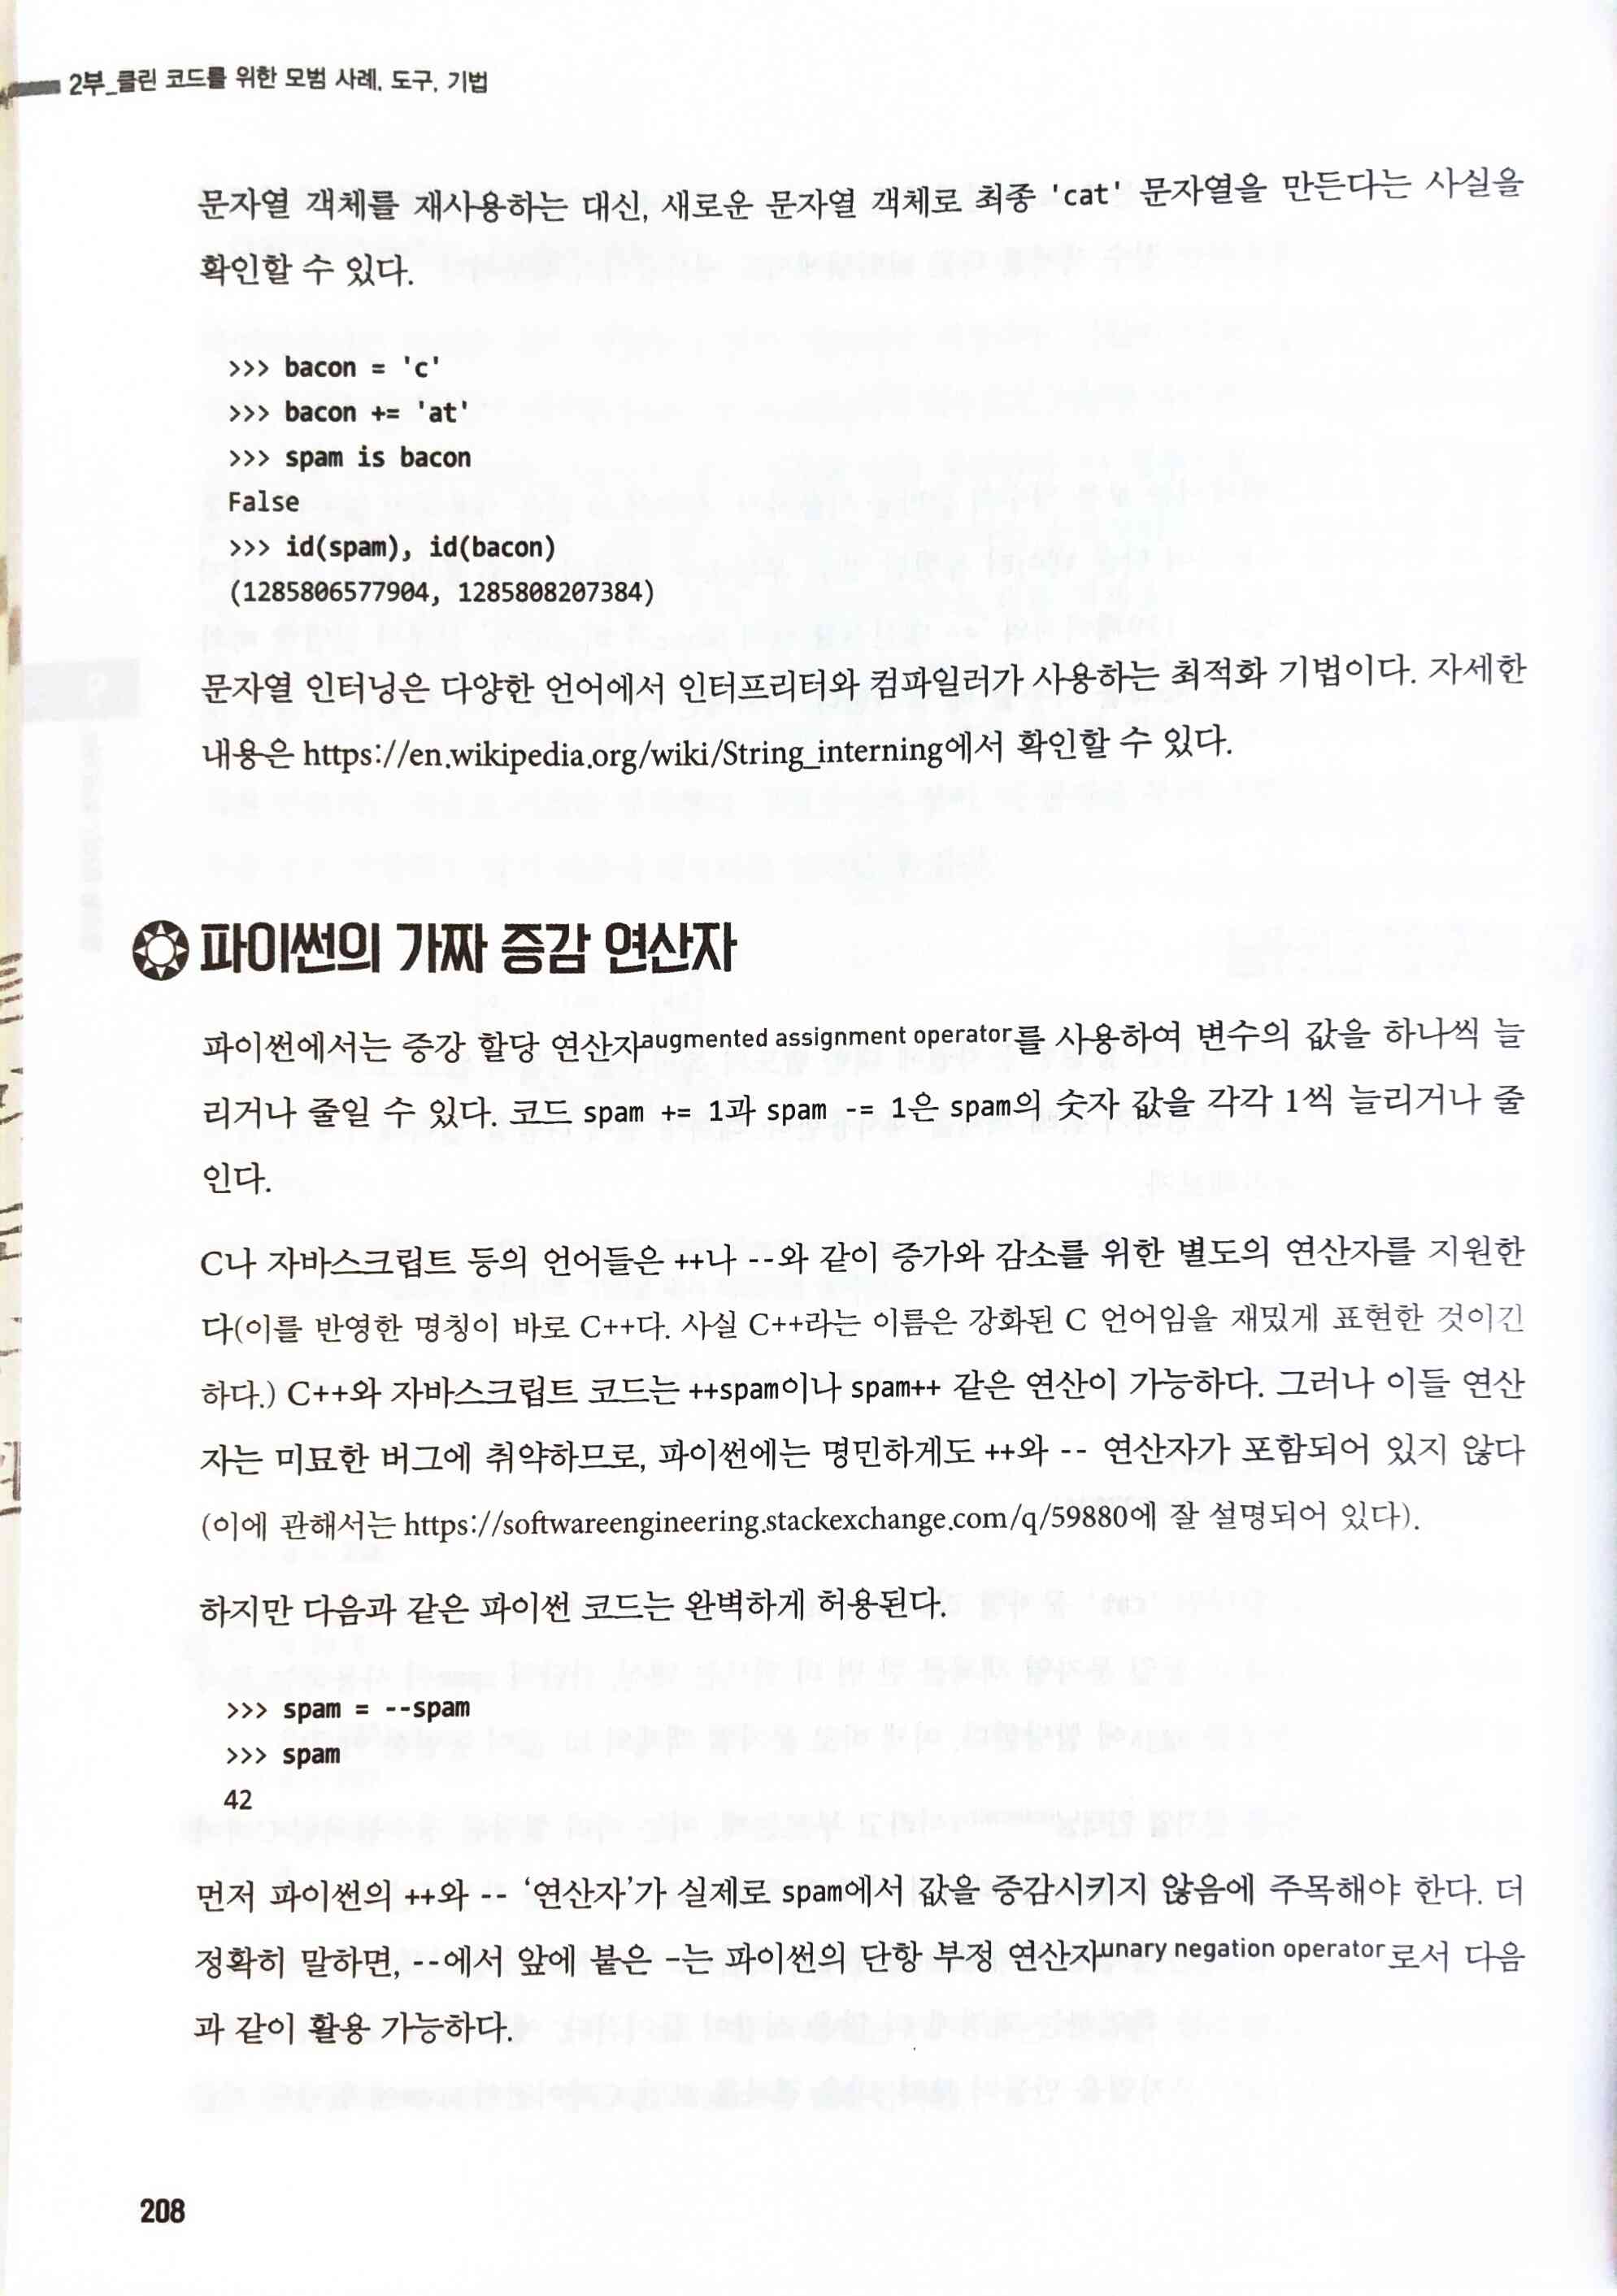 2부_클린 코드를 위한 모범 사례, 도구, 기법
문자열 객체를 재사용하는 대신, 새로운 문자열 객체로 최종 'cat' 문자열을 만든다는 사실을
확인할 수 있다.
>>> bacon = 'c'
>>> bacon += 'at'
>>> spam is bacon
False
>>> id(spam), id(bacon)
(1285806577904, 1285808207384)
문자열 인터닝은 다양한 언어에서 인터프리터와 컴파일러가 사용하는 최적화 기법이다. 자세한
내용은 https://en.wikipedia.org/wiki/String_interning에서 확인할 수 있다.
파이썬의 가짜 증감 연산자
파이썬에서는 증강 할당 연산자augmented assignment operator를 사용하여 변수의 값을 하나씩 늘
리거나 줄일 수 있다. 코드 spam += 1과 spam -= 1은 spam의 숫자 값을 각각 1씩 늘리거나 줄
인다.
C나 자바스크립트 등의 언어들은 ++나 --와 같이 증가와 감소를 위한 별도의 연산자를 지원한
다(이를 반영한 명칭이 바로 C++다. 사실 C++라는 이름은 강화된 C 언어임을 재밌게 표현한 것이긴
하다.) C++와 자바스크립트 코드는 ++spam이나 spam++ 같은 연산이 가능하다. 그러나 이들 연산
자는 미묘한 버그에 취약하므로, 파이썬에는 명민하게도 ++와 -- 연산자가 포함되어 있지 않다
(이에 관해서는 https://softwareengineering.stackexchange.com/q/59880에 잘 설명되어 있다).
하지만 다음과 같은 파이썬 코드는 완벽하게 허용된다.
>>> spam = --spam
>>> spam
42
먼저 파이썬의 ++와 -- ‘연산자’가 실제로 spam에서 값을 증감시키지 않음에 주목해야 한다. 더
정확히 말하면, --에서 앞에 붙은 -는 파이썬의 단항 부정 연산자unary negation operator로서 다음
과 같이 활용 가능하다.
208